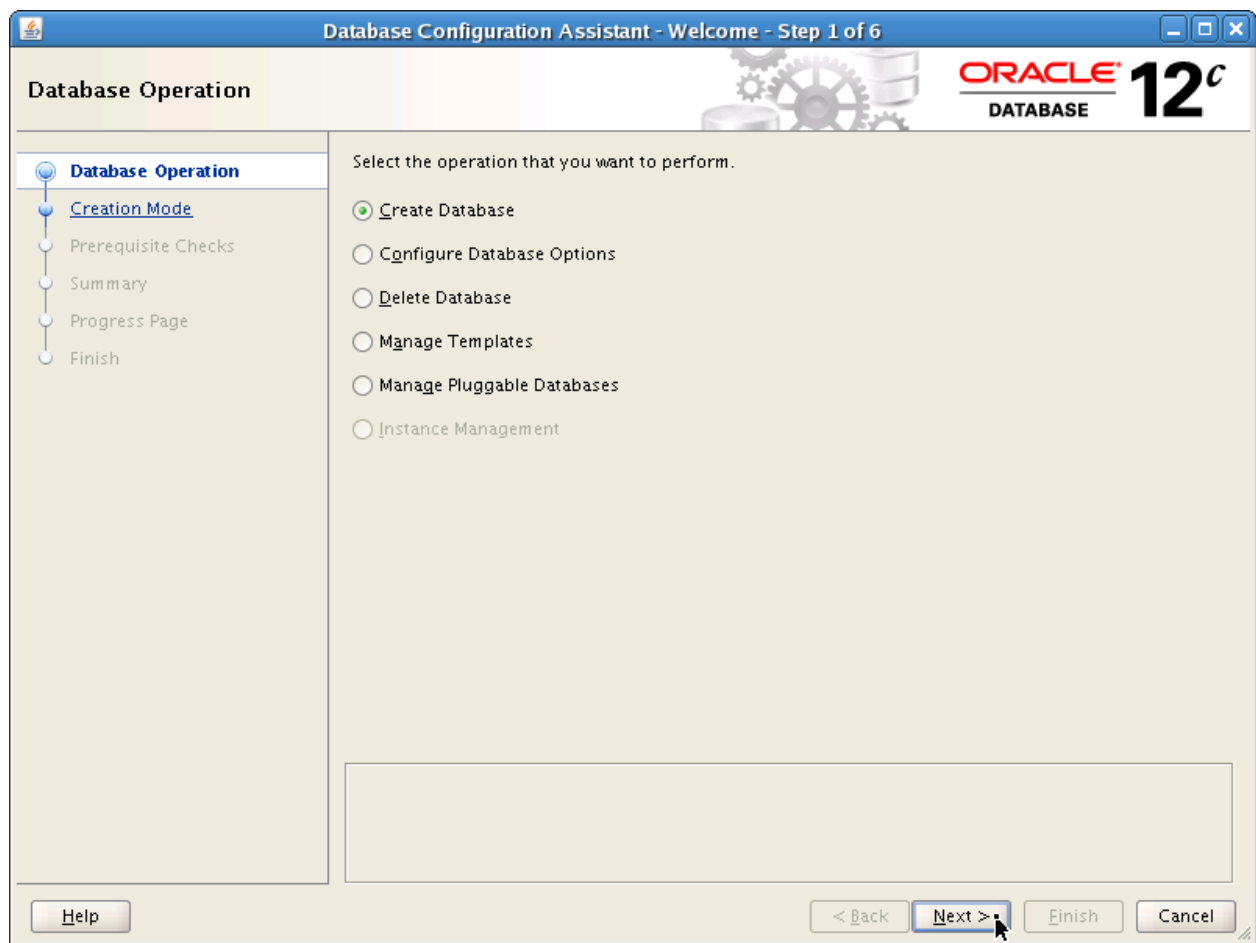 Database Configuration Assistant - Welcome - Step 1 of 6
Database Operation
ORACLE
DATABASE
12c
Database Operation
Creation Mode
Prerequisite Checks
Summary
Progress Page
Finish
Select the operation that you want to perform.
Create Database
Configure Database Options
Delete Database
Manage Templates
Manage Pluggable Databases
Instance Management
Help
< Back
Next >
Finish
Cancel